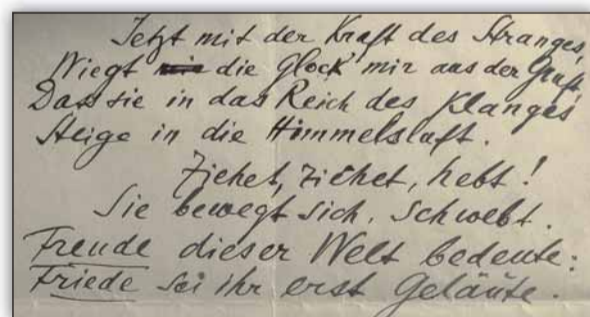 Jetzt mit der Kraft des Stranges,
Wiegt mir die Glock' mir aus der Gruft,
Dass sie in das Reich des Klanges
Steige in die Himmelsluft.
Ziehet, ziehet, hebt!
Sie bewegt sich, schwebt.
Freude dieser Welt bedeute:
Friede sei ihr erst Geläute.